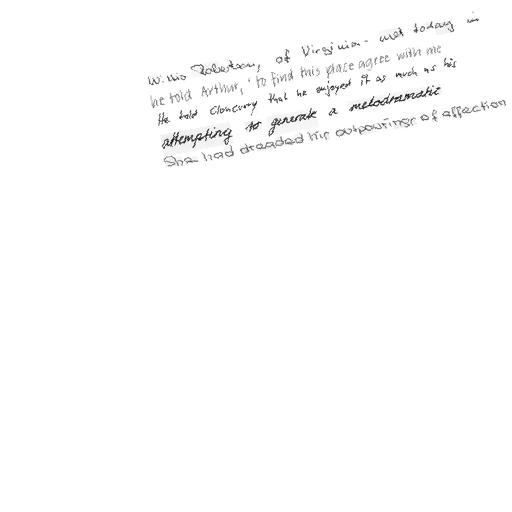 Willis Robertson, of Virginia - met today in
he told Arthur, ' to find this place agree with me
He told Cloncurry that he enjoyed it as much as his
attempting to generate a melodramatic
She had dreaded his outpourings of affection